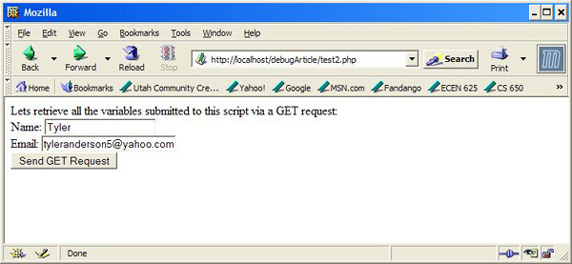 Mozilla
File Edit View Go Bookmarks Tools Window Help
Back Forward Reload Stop http://localhost/debugArticle/test2.php Search Print
Home Bookmarks Utah Community Cre... Yahoo! Google MSN.com Fandango ECEN 625 CS 650
Lets retrieve all the variables submitted to this script via a GET request:
Name: Tyler
Email: tyleranderson5@yahoo.com
Send GET Request
Done